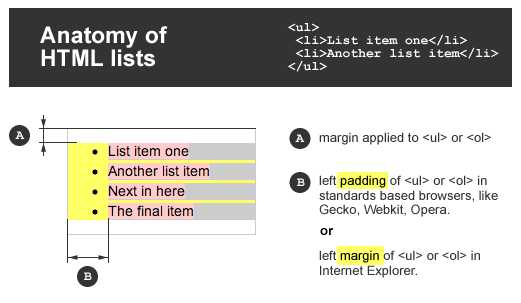 Anatomy of
HTML lists
<ul>
<li>List item one</li>
<li>Another list item</li>
</ul>
A
List item one
Another list item
Next in here
The final item
B
A margin applied to <ul> or <ol>
B left padding of <ul> or <ol> in
standards based browsers, like
Gecko, Webkit, Opera.
or
left margin of <ul> or <ol> in
Internet Explorer.